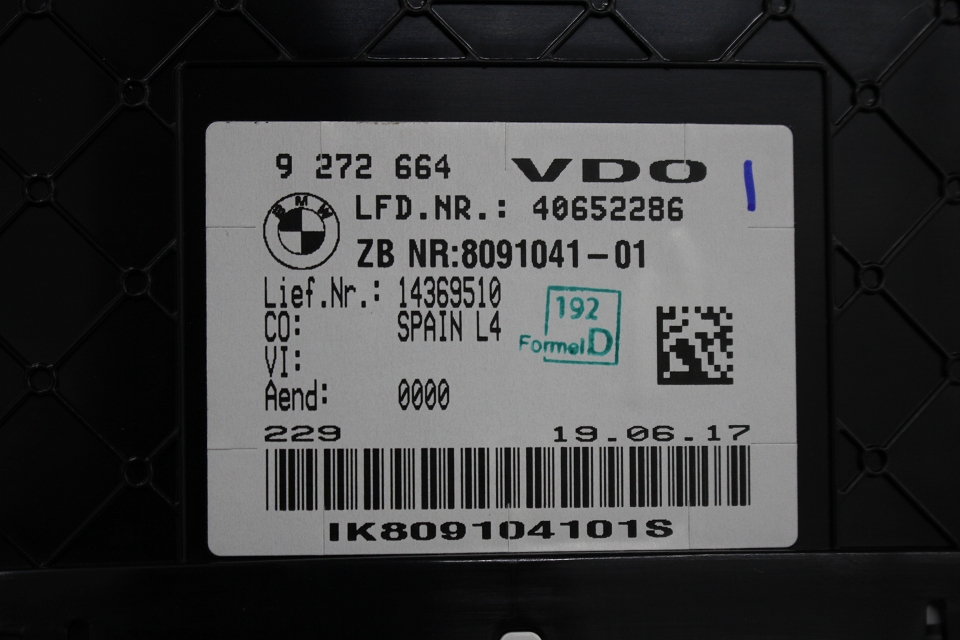 9 272 664 VDO
BMW
LFD.NR.: 40652286
ZB NR:8091041-01
Lief.Nr.: 14369510
CO: SPAIN L4
VI:
Aend: 0000
192
Formel D
229 19.06.17
IK809104101S